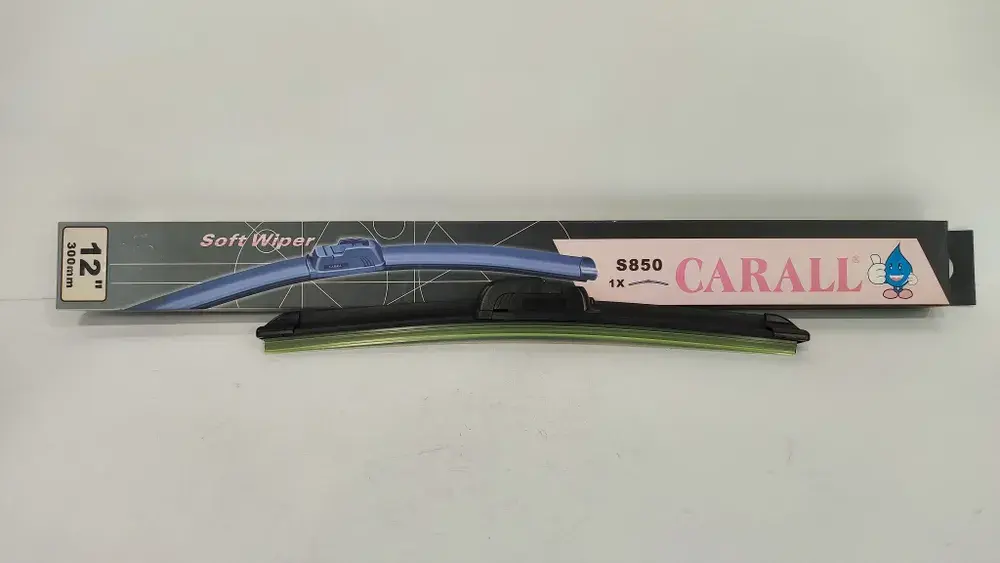 12"
300mm
Soft Wiper
S850
1X
CARALL®